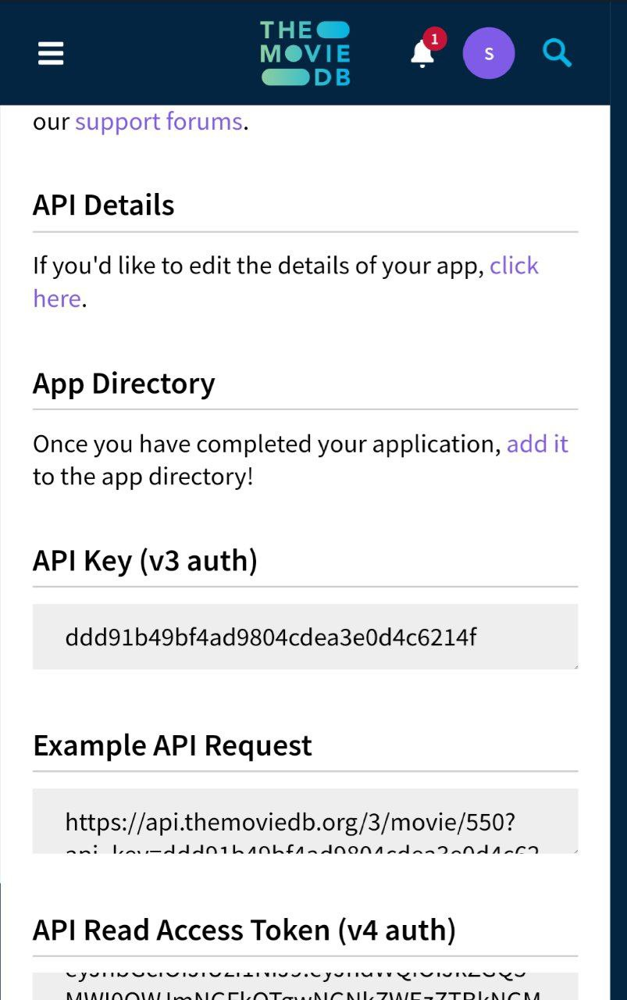 THE
MOVIE
DB
1
S
our support forums.
API Details
If you'd like to edit the details of your app, click
here.
App Directory
Once you have completed your application, add it
to the app directory!
API Key (v3 auth)
ddd91b49bf4ad9804cdea3e0d4c6214f
Example API Request
https://api.themoviedb.org/3/movie/550?
api_key=ddd91b49bf4ad9804cdea3e0d4c62
API Read Access Token (v4 auth)